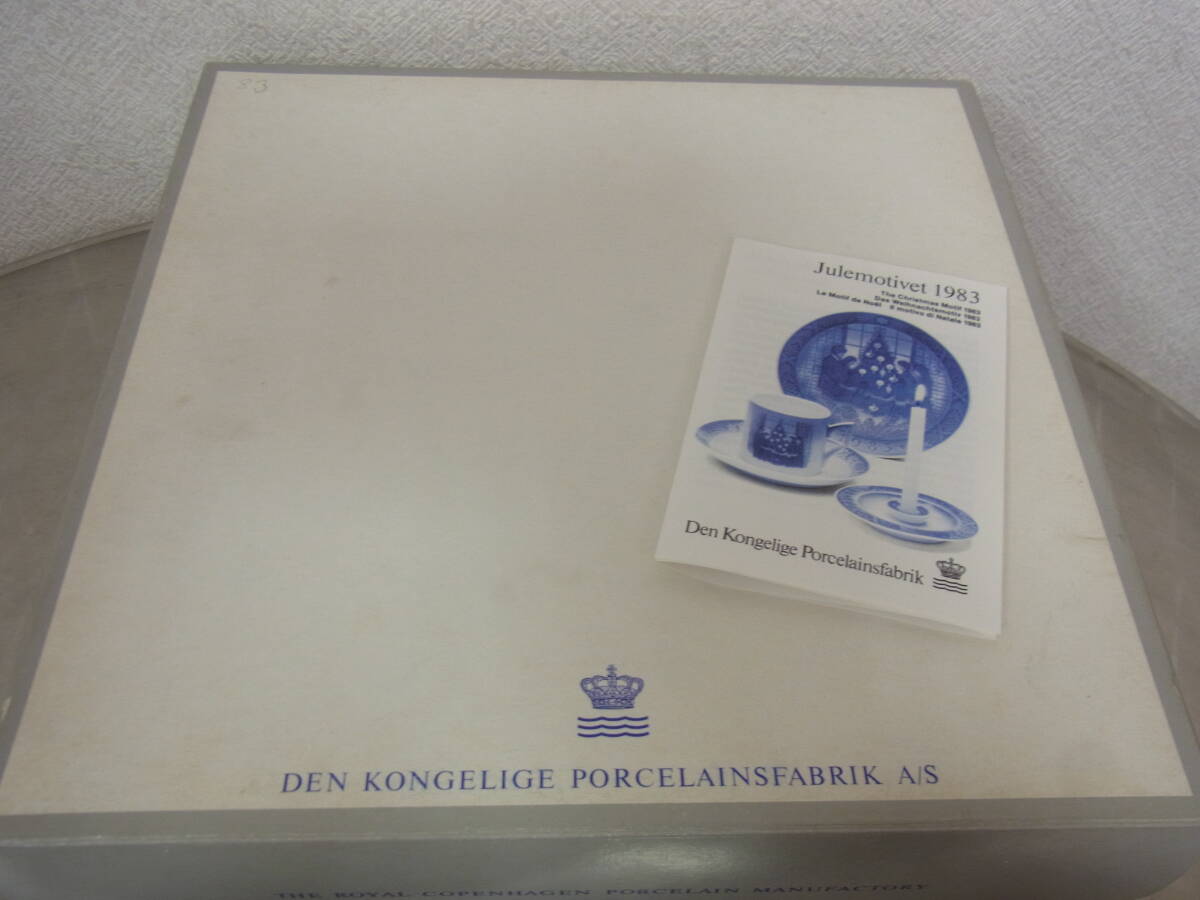 83
Julemotivet 1983
The Christmas Motif 1983
Das Weihnachtsmotiv 1983
Le Motif de Noël Il motivo di Natale 1983
1983
Den Kongelige Porcelainsfabrik
DEN KONGELIGE PORCELAINSFABRIK A/S
THE ROYAL COPENHAGEN PORCELAIN MANUFACTORY